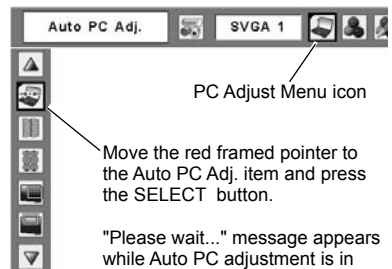 Auto PC Adj.
SVGA 1
PC Adjust Menu icon
Move the red framed pointer to
the Auto PC Adj. item and press
the SELECT button.
"Please wait..." message appears
while Auto PC adjustment is in